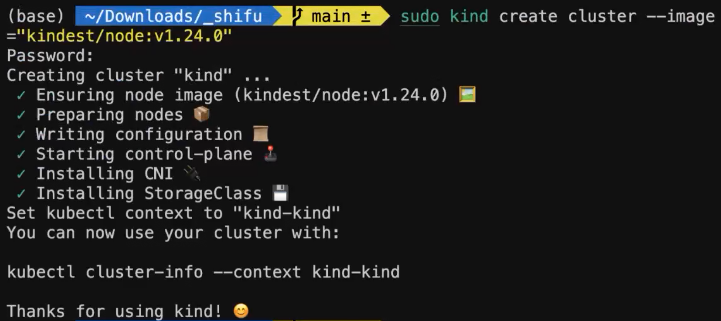 (base) ~/Downloads/_shifu main ± sudo kind create cluster --image
="kindest/node:v1.24.0"
Password:
Creating cluster "kind" ...
✓ Ensuring node image (kindest/node:v1.24.0) 🖼
✓ Preparing nodes 📦
✓ Writing configuration 📜
✓ Starting control-plane 🕹️
✓ Installing CNI 🔌
✓ Installing StorageClass 💾
Set kubectl context to "kind-kind"
You can now use your cluster with:
kubectl cluster-info --context kind-kind
Thanks for using kind! 😊